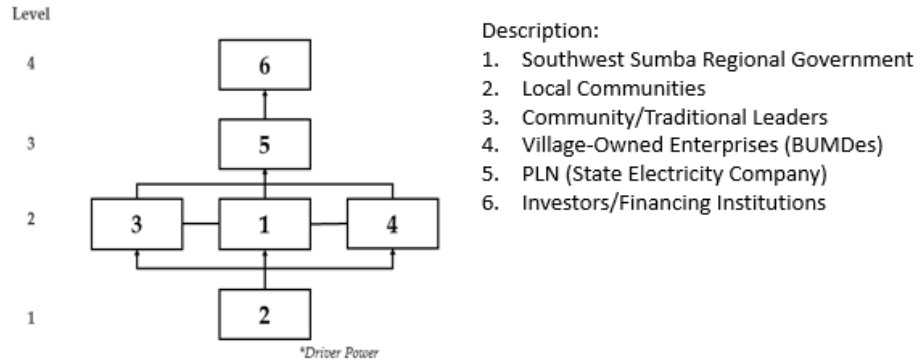 Level
4
6
3
5
2
3
1
4
1
2
*Driver Power
Description:
1. Southwest Sumba Regional Government
2. Local Communities
3. Community/Traditional Leaders
4. Village-Owned Enterprises (BUMDes)
5. PLN (State Electricity Company)
6. Investors/Financing Institutions